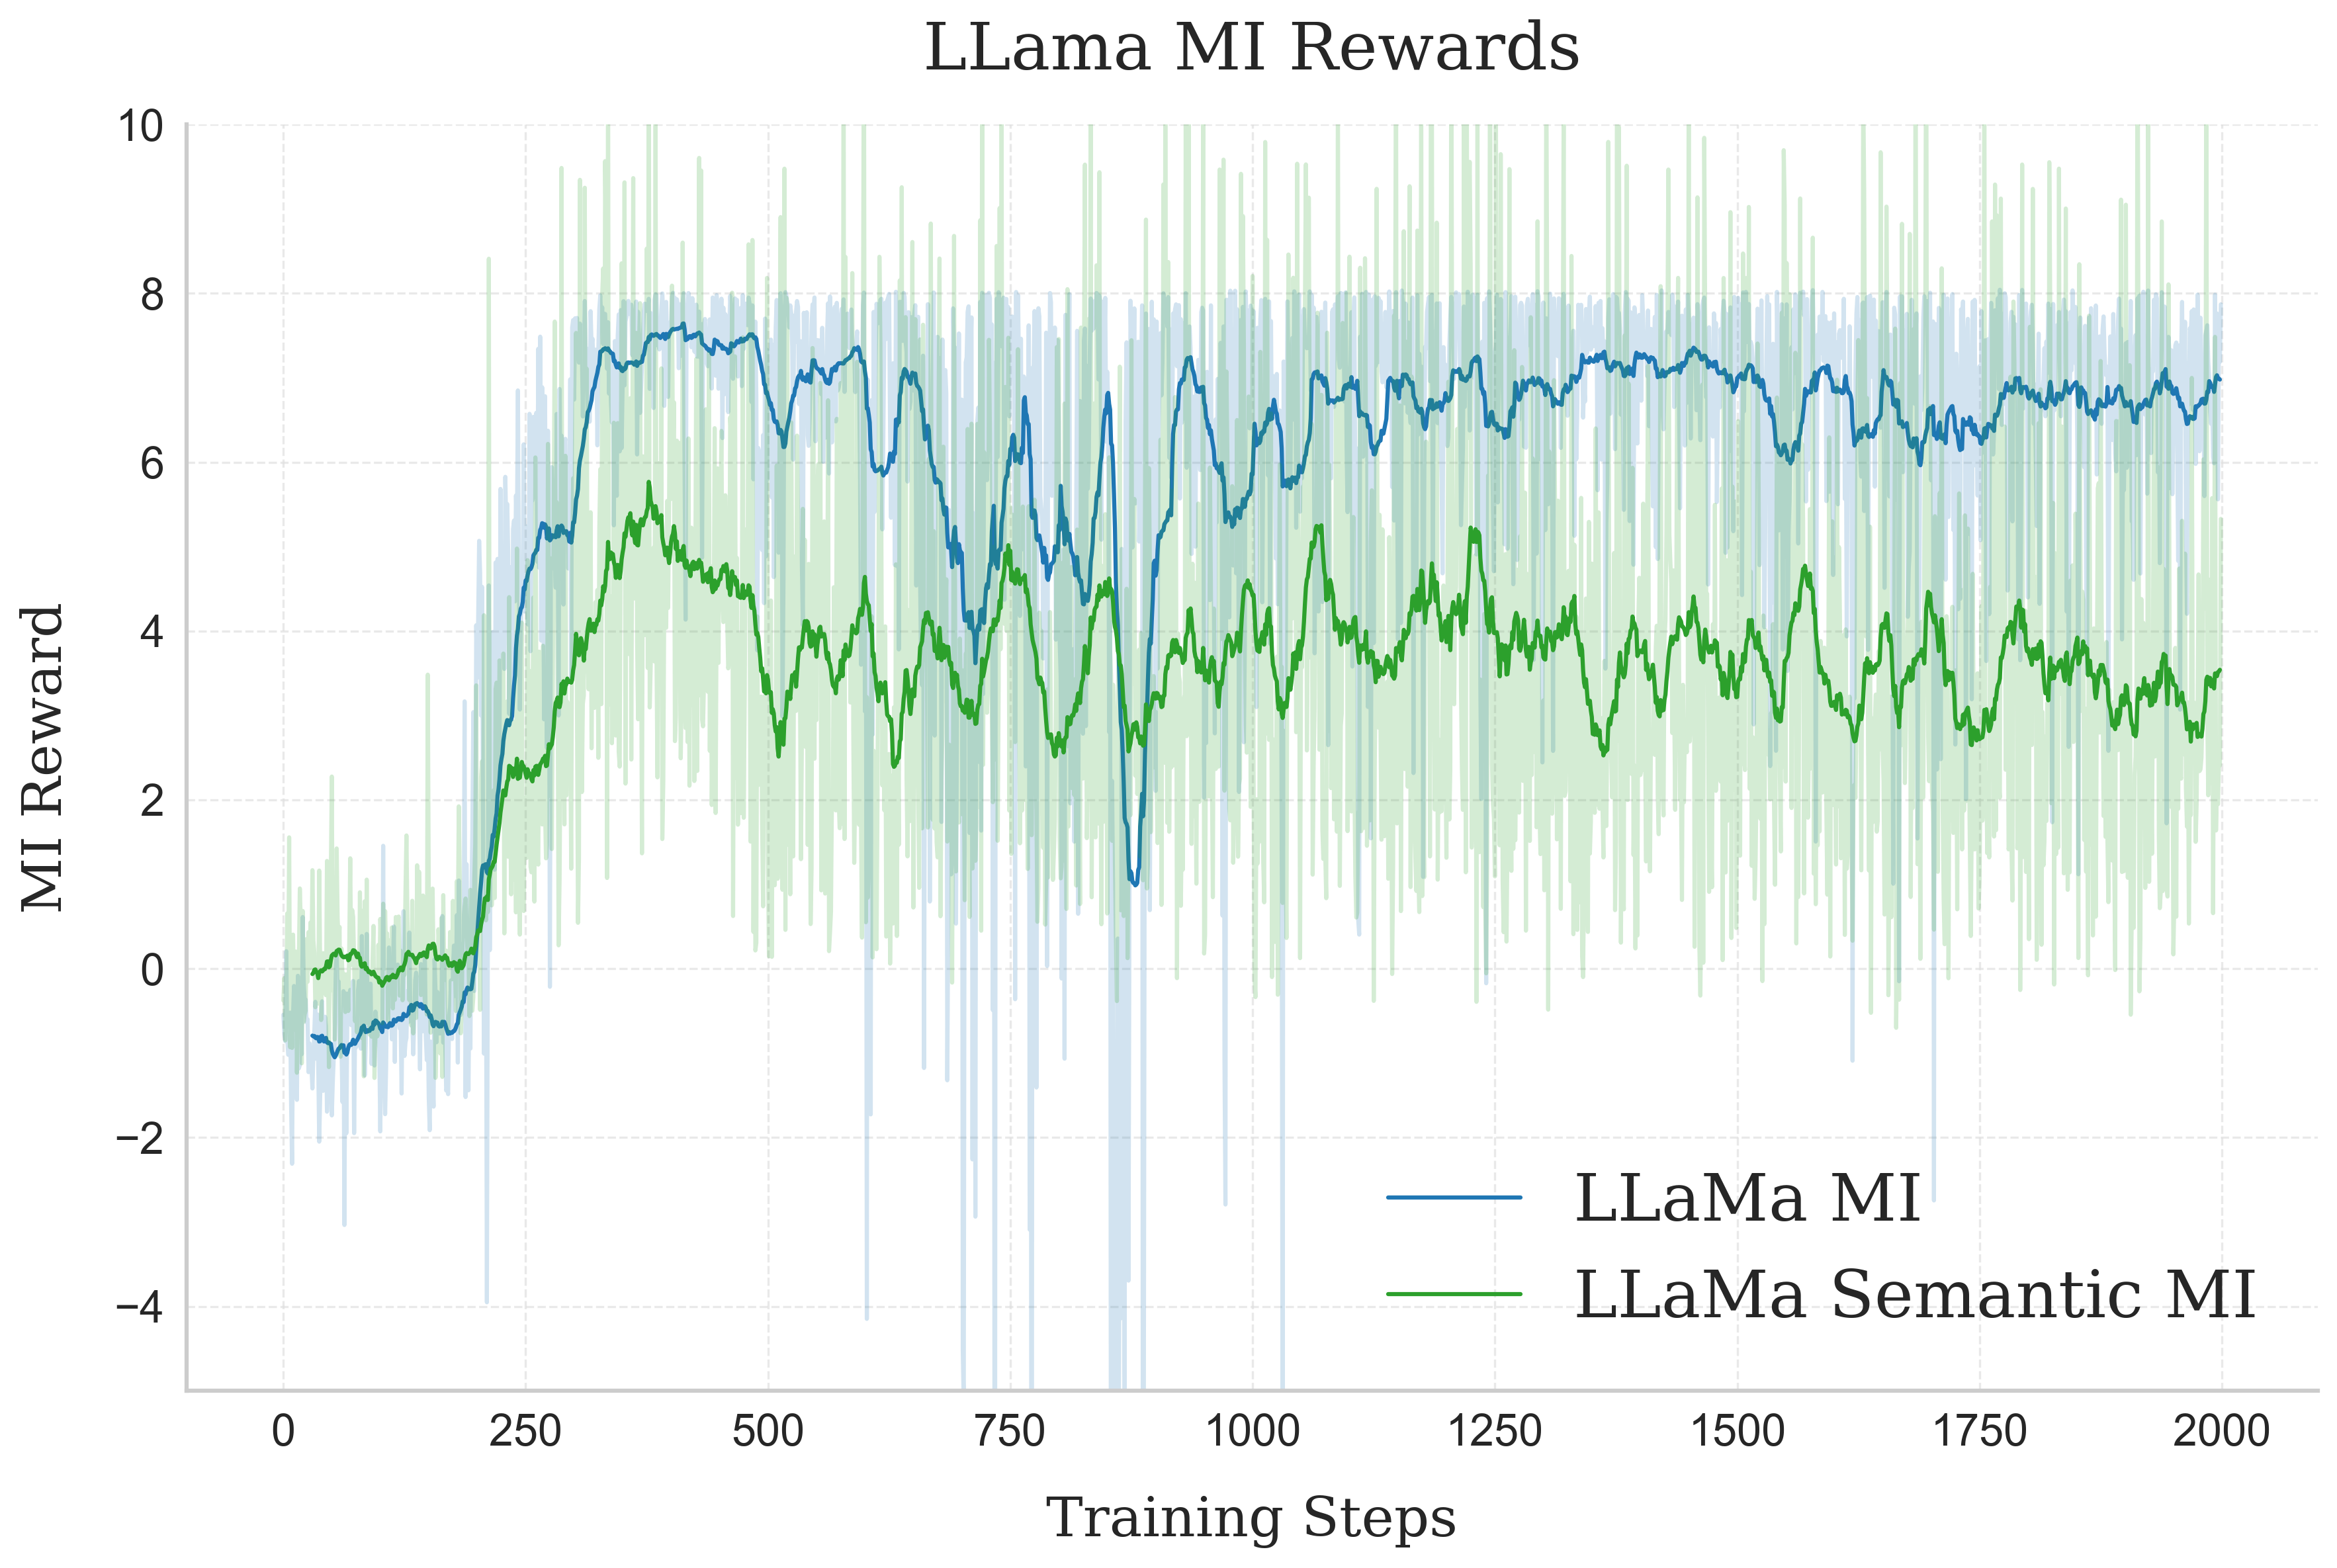 LLama MI Rewards
10
8
6
4
2
0
−2
−4
MI Reward
LLaMa MI
LLaMa Semantic MI
0 250 500 750 1000 1250 1500 1750 2000
Training Steps